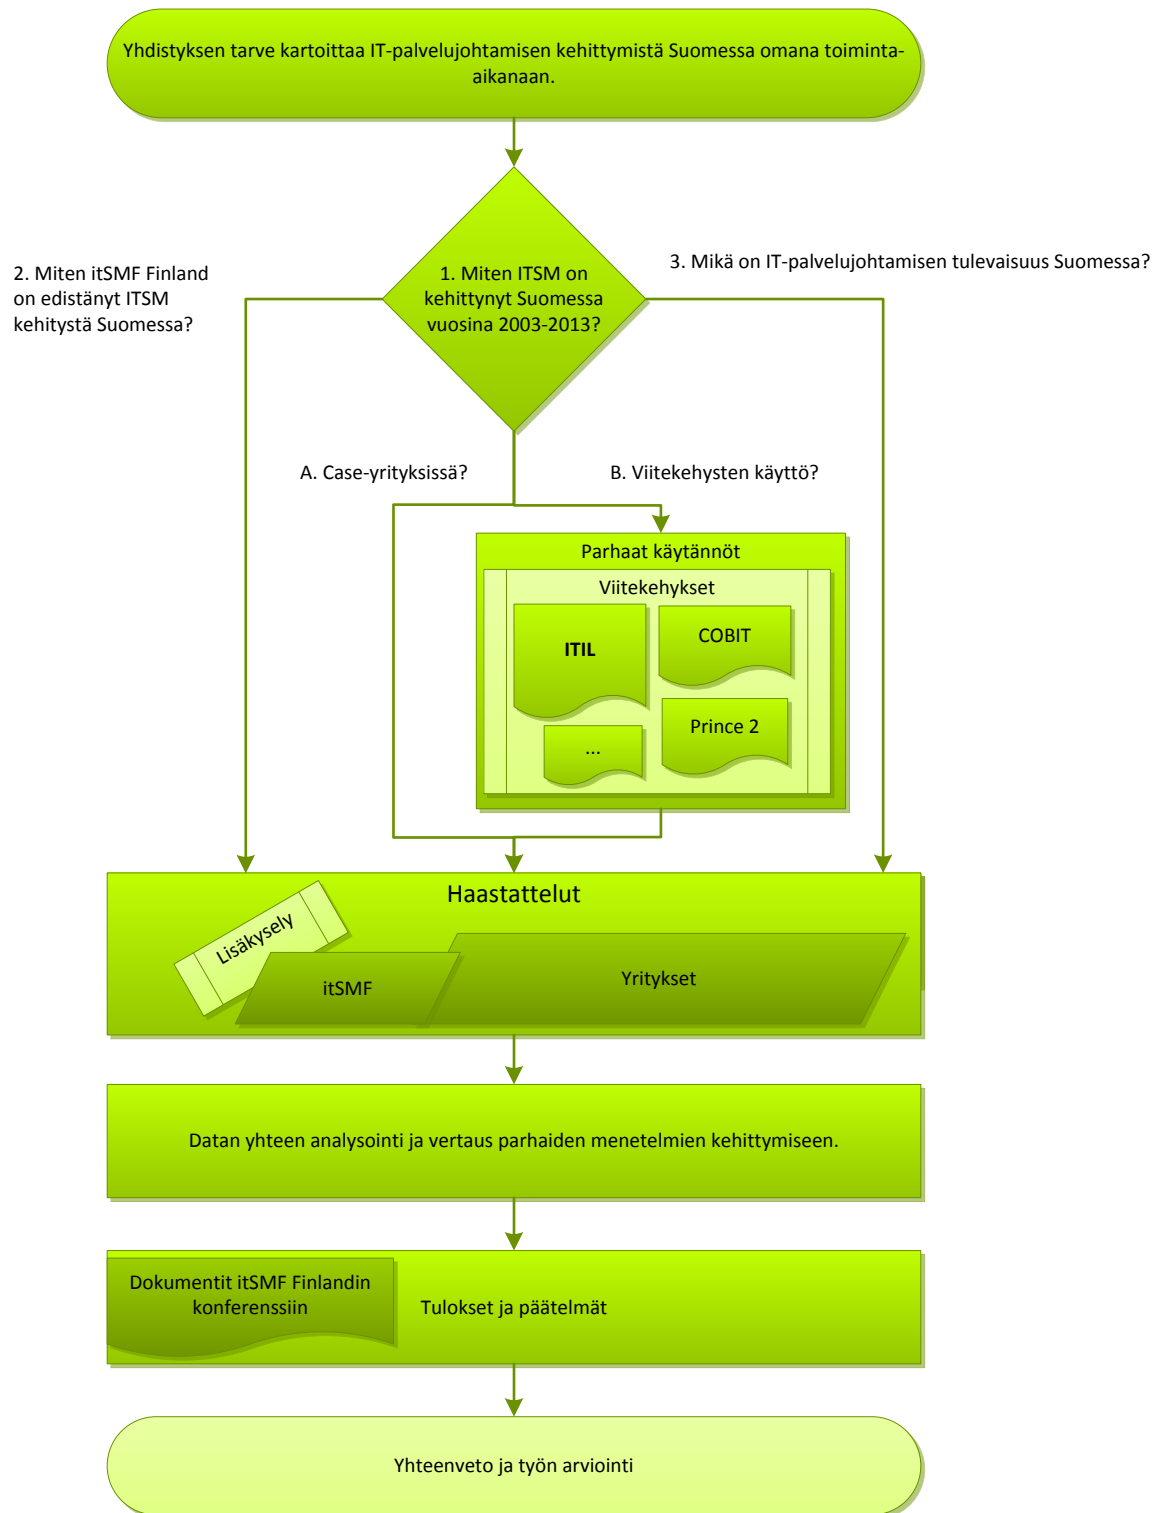 Yhdistyksen tarve kartoittaa IT-palvelujohtamisen kehittymistä Suomessa omana toiminta-
aikanaan.
2. Miten itSMF Finland
on edistänyt ITSM
kehitystä Suomessa?
1. Miten ITSM on
kehittynyt Suomessa
vuosina 2003-2013?
3. Mikä on IT-palvelujohtamisen tulevaisuus Suomessa?
A. Case-yrityksissä?
B. Viitekehysten käyttö?
Parhaat käytännöt
Viitekehykset
ITIL
COBIT
Prince 2
...
Haastattelut
Lisäkysely
itSMF
Yritykset
Datan yhteen analysointi ja vertaus parhaiden menetelmien kehittymiseen.
Dokumentit itSMF Finlandin
konferenssiin
Tulokset ja päätelmät
Yhteenveto ja työn arviointi